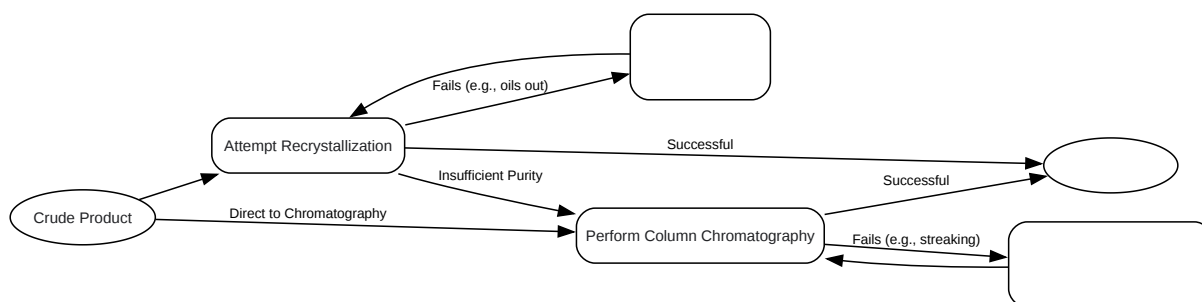 Fails (e.g., oils out)
Attempt Recrystallization
Successful
Insufficient Purity
Successful
Crude Product
Direct to Chromatography
Perform Column Chromatography
Fails (e.g., streaking)